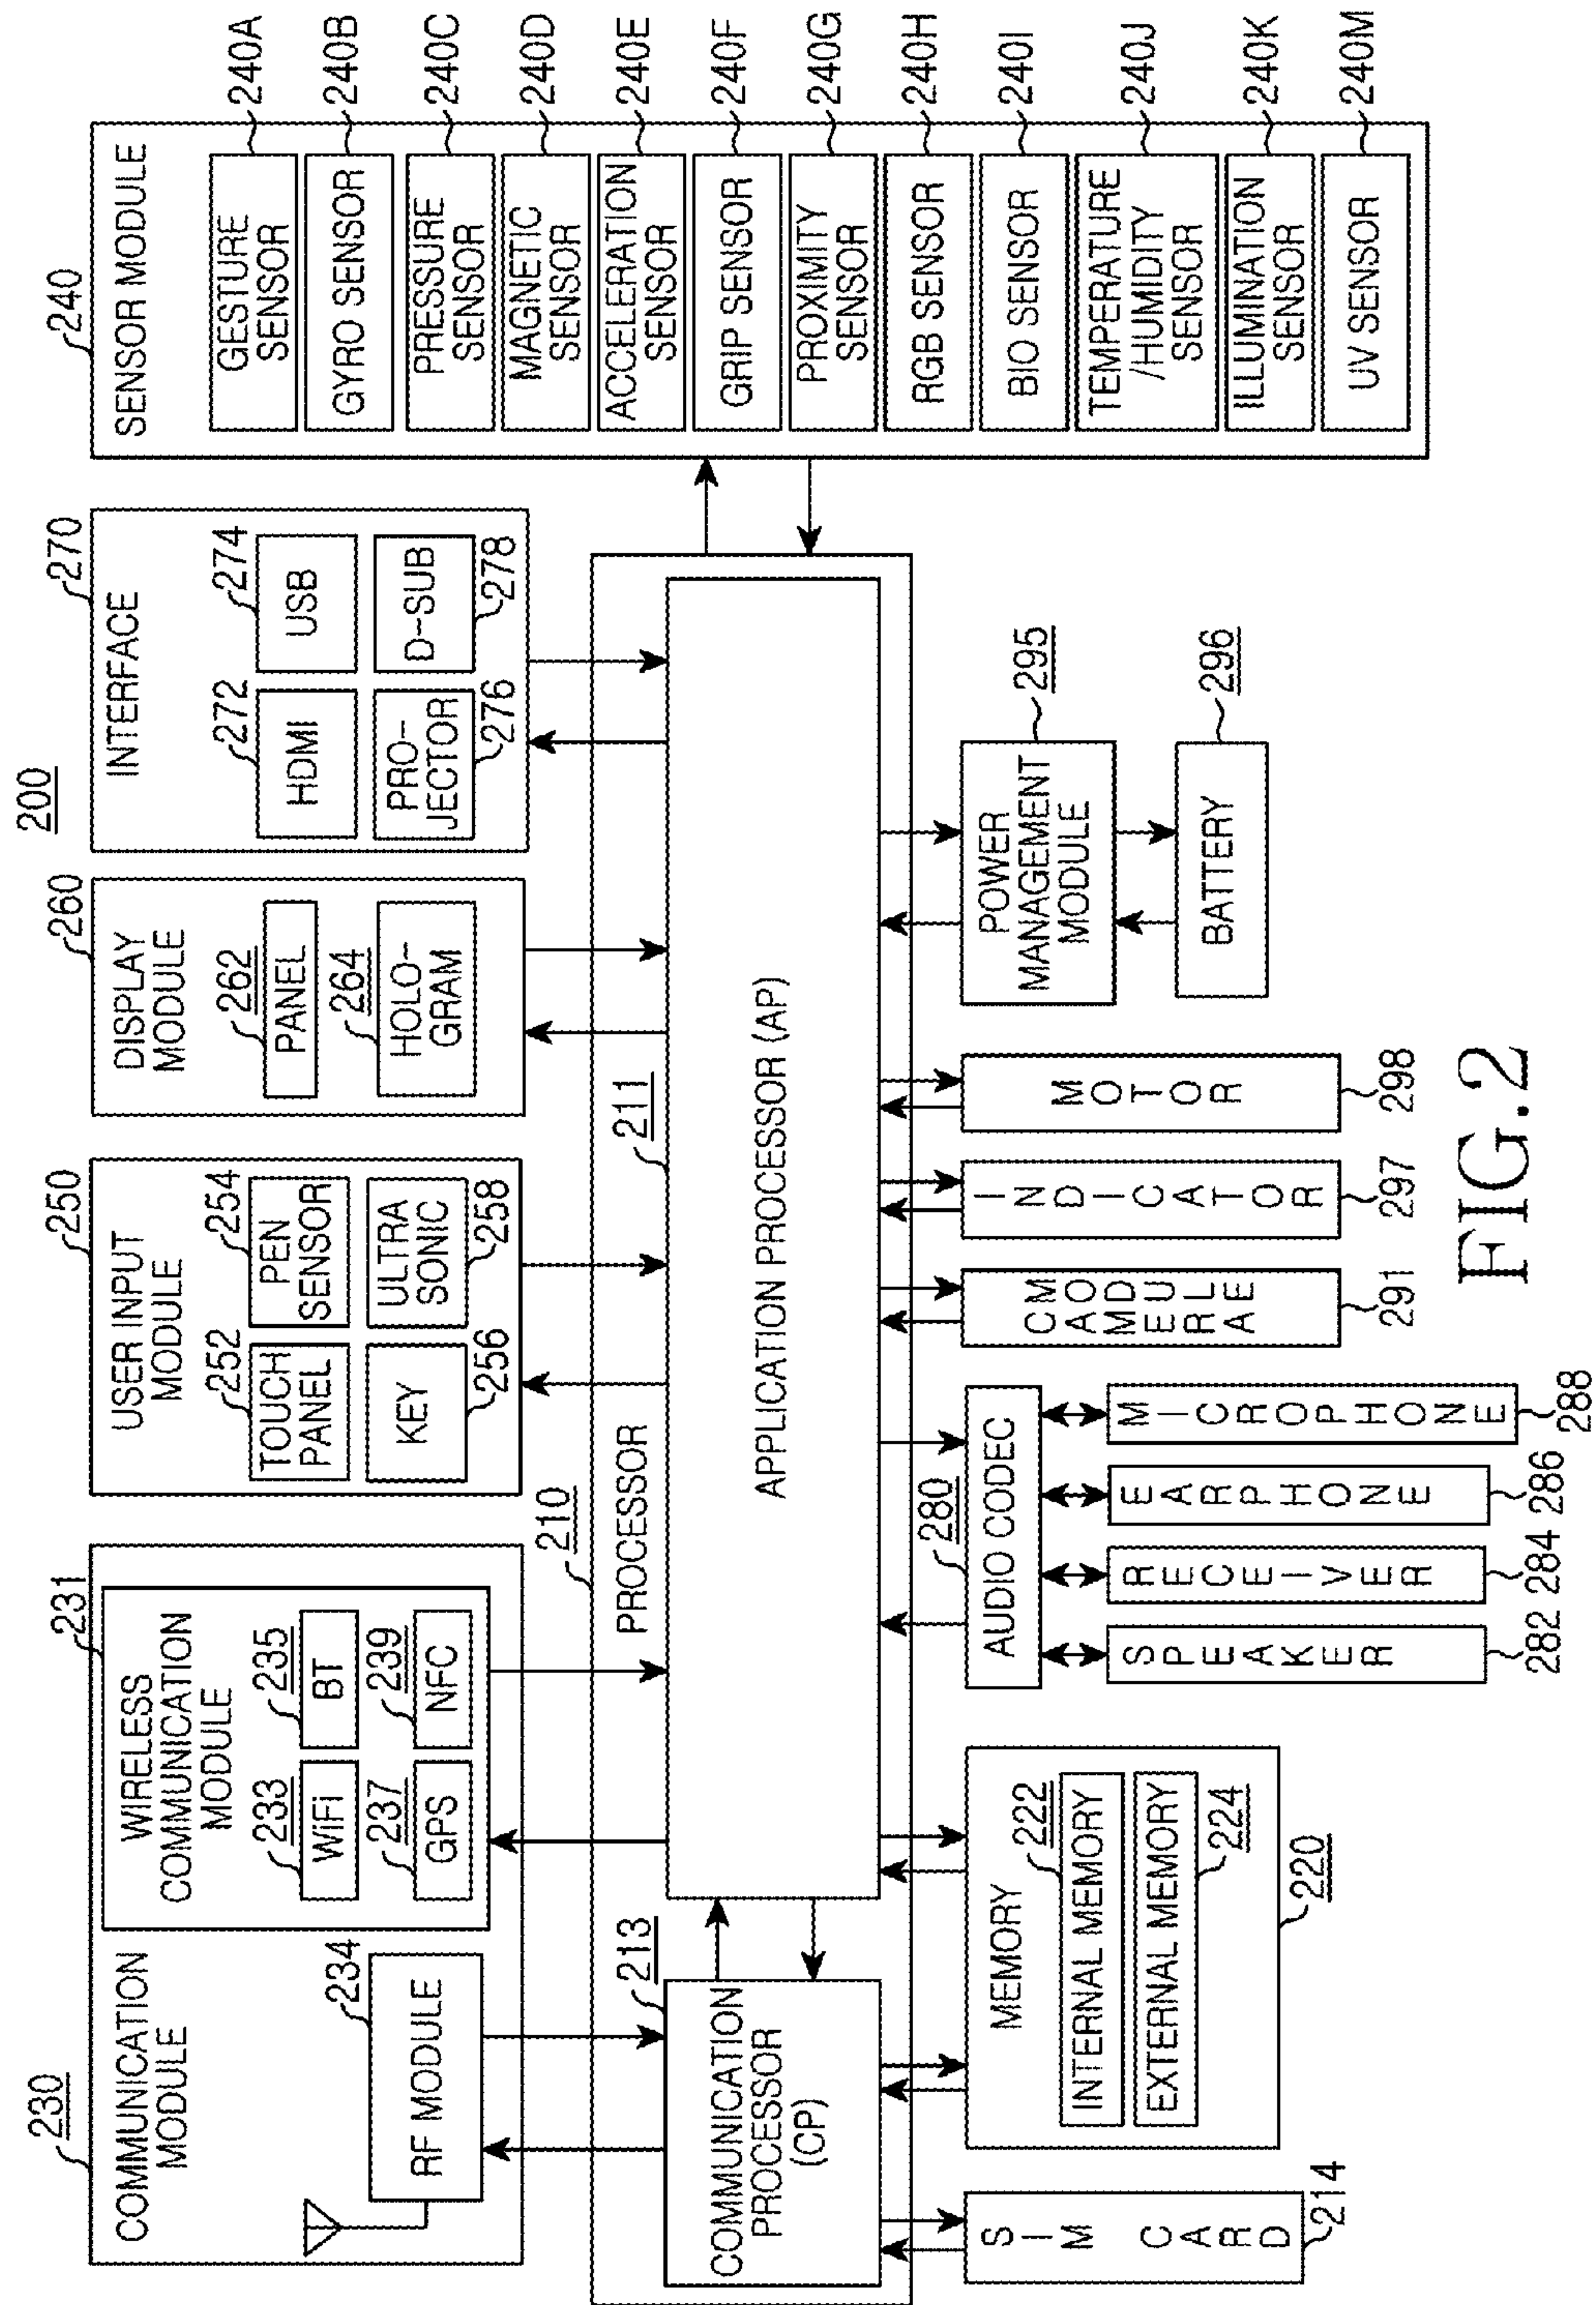 200
230
COMMUNICATION
MODULE
234
RF MODULE
231
WIRELESS
COMMUNICATION
MODULE
233
WiFi
235
BT
237
GPS
239
NFC
250
USER INPUT
MODULE
252
TOUCH
PANEL
254
PEN
SENSOR
KEY
256
ULTRA
SONIC
258
260
DISPLAY
MODULE
262
PANEL
264
HOLO-
GRAM
270
INTERFACE
272
HDMI
274
USB
PRO-
JECTOR
276
D-SUB
278
240
SENSOR MODULE
GESTURE
SENSOR
240A
GYRO SENSOR
240B
PRESSURE
SENSOR
240C
MAGNETIC
SENSOR
240D
ACCELERATION
SENSOR
240E
GRIP SENSOR
240F
PROXIMITY
SENSOR
240G
RGB SENSOR
240H
BIO SENSOR
240I
TEMPERATURE
/HUMIDITY
SENSOR
240J
ILLUMINATION
SENSOR
240K
UV SENSOR
240M
210
PROCESSOR
213
COMMUNICATION
PROCESSOR
(CP)
211
APPLICATION PROCESSOR (AP)
SIM CARD
214
MEMORY
222
INTERNAL MEMORY
EXTERNAL MEMORY
224
220
280
AUDIO CODEC
SPEAKER
282
RECEIVER
284
EARPHONE
286
MICROPHONE
288
CAMERA
MODULE
291
INDICATOR
297
MOTOR
298
POWER
MANAGEMENT
MODULE
295
BATTERY
296
FIG.2